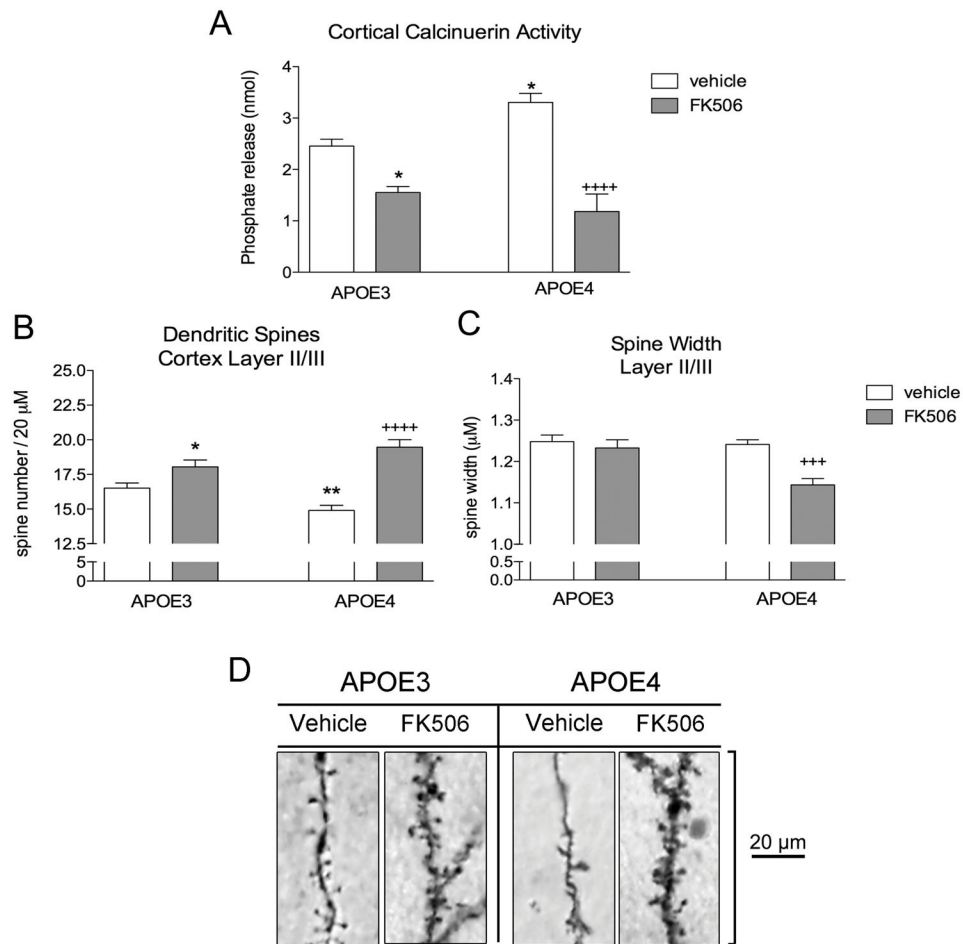 A
Cortical Calcinuerin Activity
Phosphate release (nmol)
4
3
2
1
0
*
*
++++
APOE3
APOE4
vehicle
FK506
B
Dendritic Spines
Cortex Layer II/III
spine number / 20 µM
25.0
22.5
20.0
17.5
15.0
12.5
5
0
*
**
++++
APOE3
APOE4
C
Spine Width
Layer II/III
spine width (µM)
1.4
1.3
1.2
1.1
1.0
0.5
0.0
+++
APOE3
APOE4
vehicle
FK506
D
APOE3
APOE4
Vehicle
FK506
Vehicle
FK506
20 µm